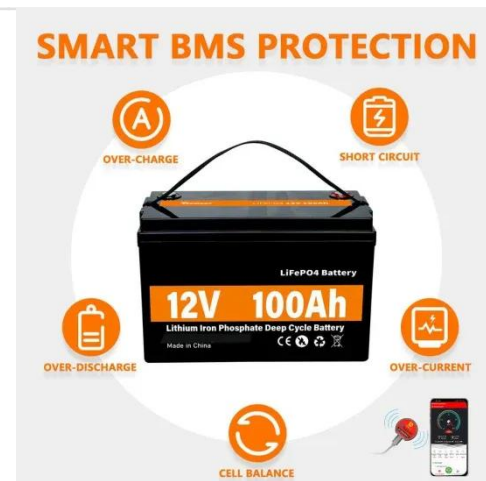 SMART BMS PROTECTION
A
OVER-CHARGE
SHORT CIRCUIT
LiFePO4 Battery
12V 100Ah
Lithium Iron Phosphate Deep Cycle Battery
Made in China
CE
OVER-DISCHARGE
OVER-CURRENT
CELL BALANCE